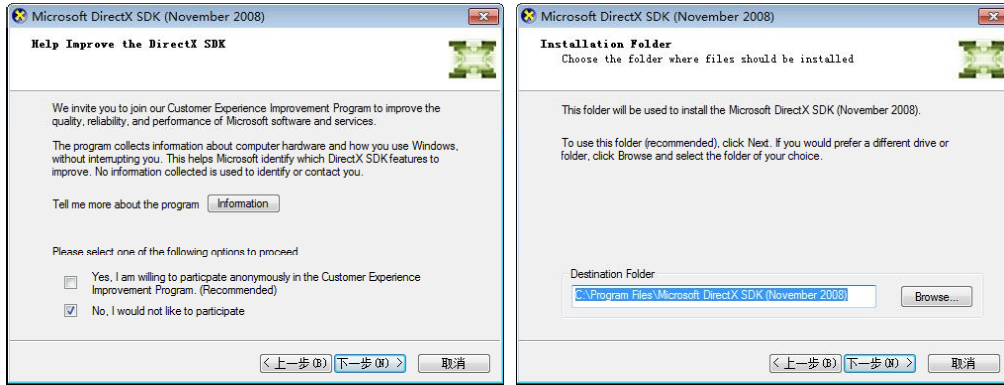 Microsoft DirectX SDK (November 2008)
Help Improve the DirectX SDK
We invite you to join our Customer Experience Improvement Program to improve the
quality, reliability, and performance of Microsoft software and services.
The program collects information about computer hardware and how you use Windows,
without interrupting you. This helps Microsoft identify which DirectX SDK features to
improve. No information collected is used to identify or contact you.
Tell me more about the program Information
Please select one of the following options to proceed
Yes, I am willing to particpate anonymously in the Customer Experience
Improvement Program. (Recommended)
No, I would not like to participate
<上一步(B) 下一步(N)> 取消
Microsoft DirectX SDK (November 2008)
Installation Folder
Choose the folder where files should be installed
This folder will be used to install the Microsoft DirectX SDK (November 2008).
To use this folder (recommended), click Next. If you would prefer a different drive or
folder, click Browse and select the folder of your choice.
Destination Folder
C:\Program Files\Microsoft DirectX SDK (November 2008)
Browse...
<上一步(B) 下一步(N)> 取消